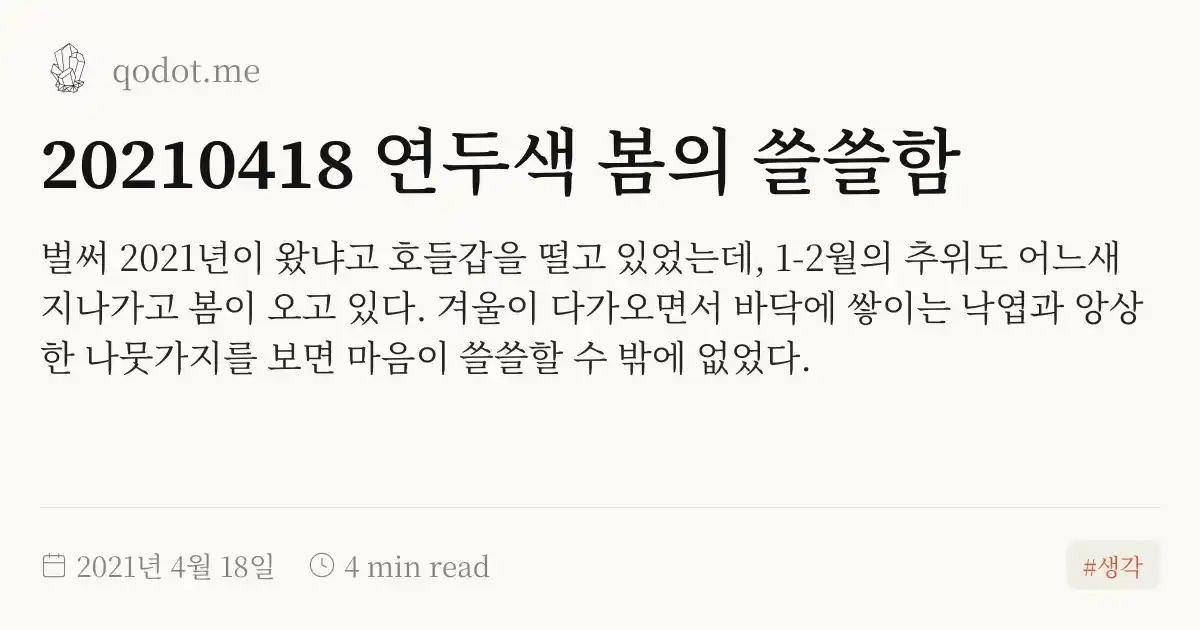 qodot.me
20210418 연두색 봄의 쓸쓸함
벌써 2021년이 왔냐고 호들갑을 떨고 있었는데, 1-2월의 추위도 어느새
지나가고 봄이 오고 있다. 겨울이 다가오면서 바닥에 쌓이는 낙엽과 앙상
한 나뭇가지를 보면 마음이 쓸쓸할 수 밖에 없었다.
2021년 4월 18일 4 min read #생각